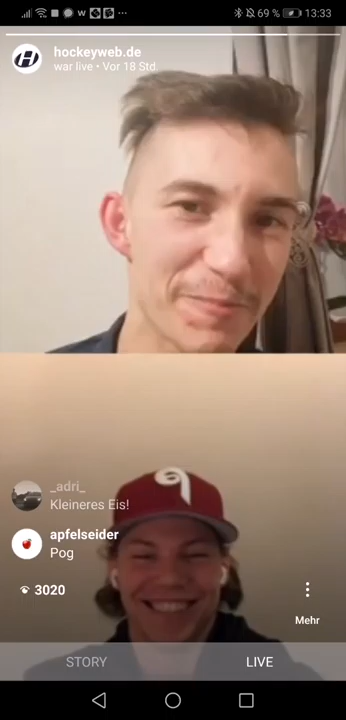 69 % 13:33
hockeyweb.de
war live • Vor 18 Std.
_adri_
Kleineres Eis!
apfelseider
Pog
3020
Mehr
STORY LIVE